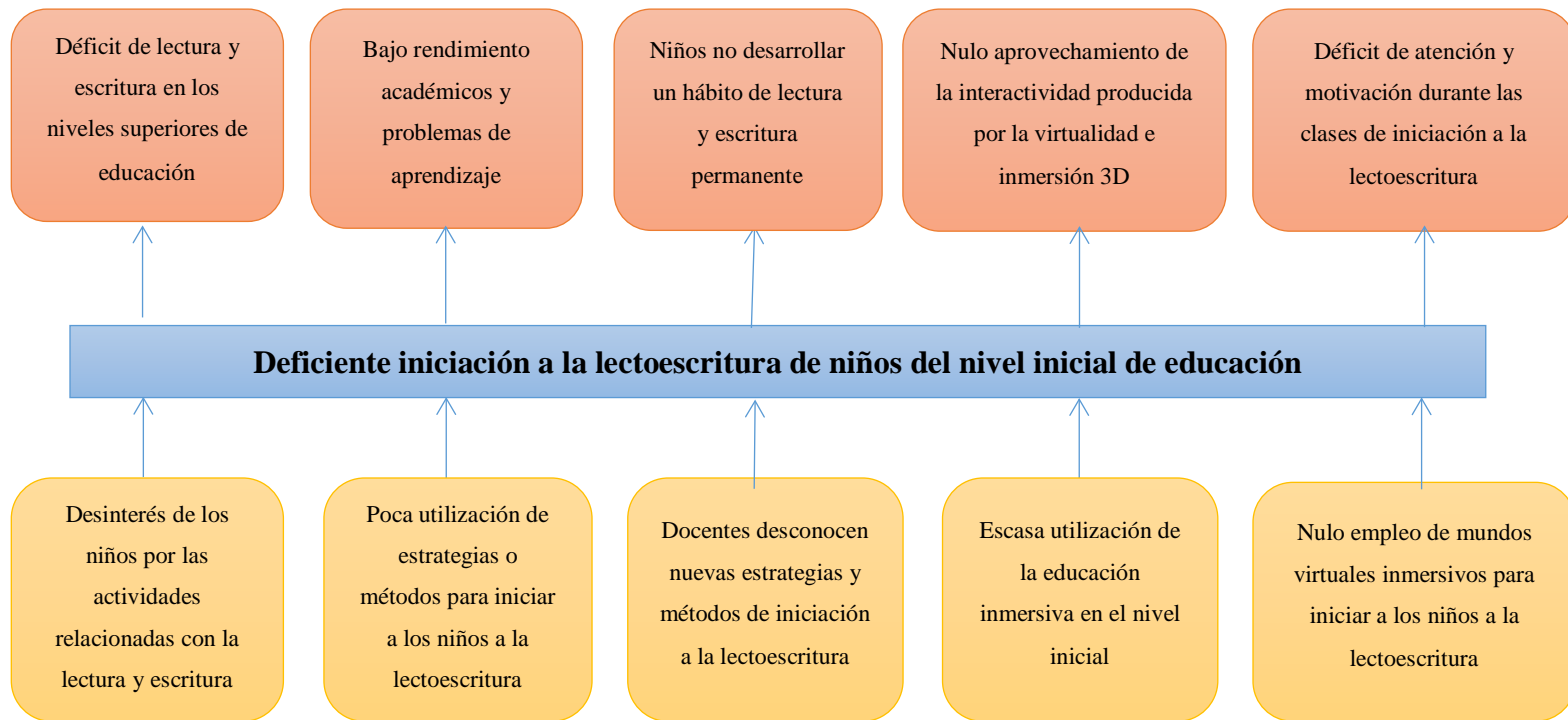 Déficit de lectura y
escritura en los
niveles superiores de
educación
Bajo rendimiento
académicos y
problemas de
aprendizaje
Niños no desarrollar
un hábito de lectura
y escritura
permanente
Nulo aprovechamiento de
la interactividad producida
por la virtualidad e
inmersión 3D
Déficit de atención y
motivación durante las
clases de iniciación a la
lectoescritura
Deficiente iniciación a la lectoescritura de niños del nivel inicial de educación
Desinterés de los
niños por las
actividades
relacionadas con la
lectura y escritura
Poca utilización de
estrategias o
métodos para iniciar
a los niños a la
lectoescritura
Docentes desconocen
nuevas estrategias y
métodos de iniciación
a la lectoescritura
Escasa utilización de
la educación
inmersiva en el nivel
inicial
Nulo empleo de mundos
virtuales inmersivos para
iniciar a los niños a la
lectoescritura